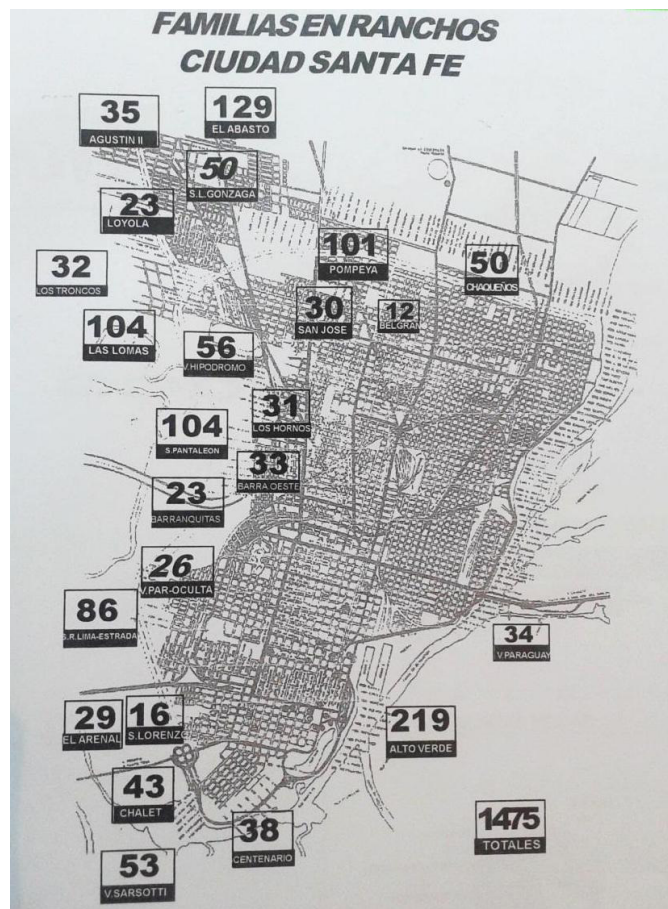 FAMILIAS EN RANCHOS
CIUDAD SANTA FE
35
AGUSTIN II
129
EL ABASTO
50
S.L.GONZAGA
23
LOYOLA
32
LOS TRONCOS
101
POMPEYA
50
CHAQUEÑOS
104
LAS LOMAS
30
SAN JOSE
12
BELGRAN
56
V.HIPODROMO
31
LOS HORNOS
104
S.PANTALEON
33
BARRA OESTE
23
BARRANQUITAS
26
V.PAR-OCULTA
86
S.R.LIMA-ESTRADA
34
V.PARAGUAY
29
EL ARENAL
16
S.LORENZO
219
ALTO VERDE
43
CHALET
38
CENTENARIO
1475
TOTALES
53
V.SARSOTTI